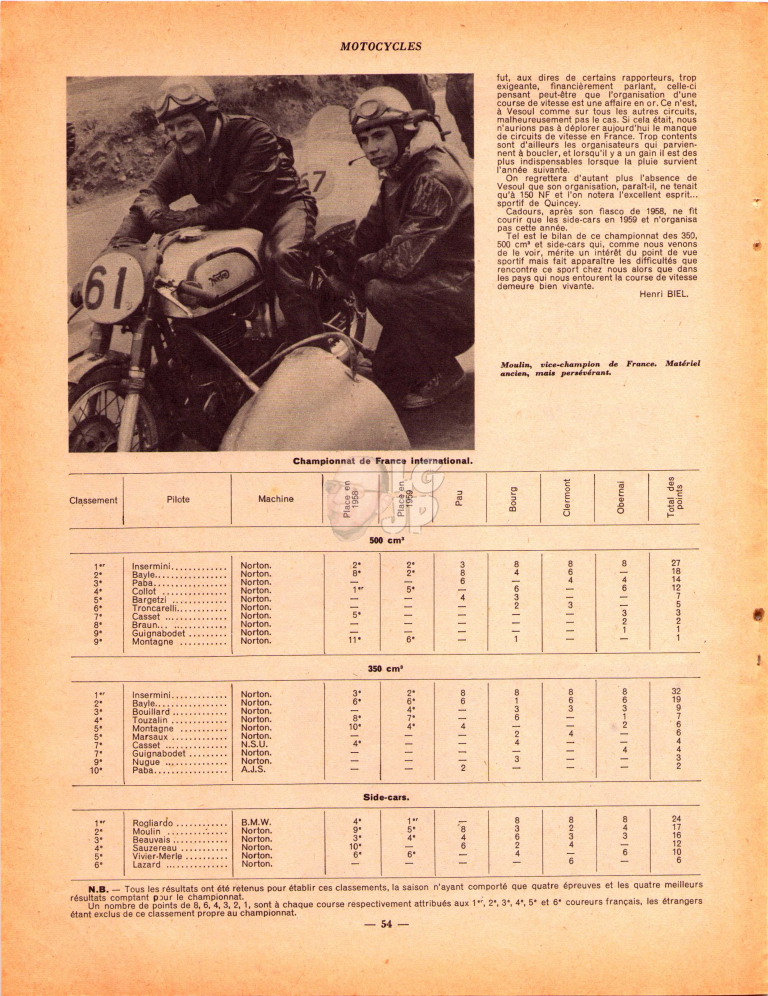 MOTOCYCLES
fut, aux dires de certains rapporteurs, trop
exigeante, financièrement parlant, celle-ci
pensant peut-être que l'organisation d'une
course de vitesse est une affaire en or. Ce n'est,
à Vesoul comme sur tous les autres circuits,
malheureusement pas le cas. Si cela était, nous
n'aurions pas à déplorer aujourd'hui le manque
de circuits de vitesse en France. Trop contents
sont d'ailleurs les organisateurs qui parvien-
nent à boucler, et lorsqu'il y a un gain il est des
plus indispensables lorsque la pluie survient
l'année suivante.
On regrettera d'autant plus l'absence de
Vesoul que son organisation, paraît-il, ne tenait
qu'à 150 NF et l'on notera l'excellent esprit...
sportif de Quincey.
Cadours, après son fiasco de 1958, ne fit
courir que les side-cars en 1959 et n'organisa
pas cette année.
Tel est le bilan de ce championnat des 350,
500 cm³ et side-cars qui, comme nous venons
de le voir, mérite un intérêt du point de vue
sportif mais fait apparaître les difficultés que
rencontre ce sport chez nous alors que dans
les pays qui nous entourent la course de vitesse
demeure bien vivante.
Henri BIEL.
61
67
Norton
Moulin, vice-champion de France. Matériel
ancien, mais persévérant.
Championnat de France international.
Classement Pilote Machine Place en 1958 Place en 1959 Pau Bourg Clermont Obernai Total des points
500 cm³
1er Insermini............. Norton. 2e 2e 3 8 8 8 27
2e Bayle................. Norton. 8e 2e 8 4 6 — 18
3e Paba.................. Norton. — — 6 — 4 4 14
4e Collot ............... Norton. 1er 5e — 6 — 6 12
5e Bargetzi ............. Norton. — — 4 3 — — 7
6e Troncarelli............ Norton. — — — 2 3 — 5
7e Casset .............. Norton. 5e — — — — 3 3
8e Braun... ............. Norton. — — — — — 2 2
9e Guignabodet ......... Norton. — — — — — 1 1
9e Montagne ........... Norton. 11e 6e — 1 — — 1
350 cm³
1er Insermini............. Norton. 3e 2e 8 8 8 8 32
2e Bayle................. Norton. 6e 6e 6 1 6 6 19
3e Bouillard .............. Norton. — 4e — 3 3 3 9
4e Touzalin ............. Norton. 8e 7e — 6 — 1 7
5e Montagne ........... Norton. 10e 4e 4 — — 2 6
5e Marsaux ............. Norton. — — — 2 4 — 6
7e Casset .............. N.S.U. 4e — — 4 — — 4
7e Guignabodet ......... Norton. — — — — — 4 4
9e Nugue ............... Norton. — — — 3 — — 3
10e Paba................. A.J.S. — — 2 — — — 2
Side-cars.
1er Rogliardo ............ B.M.W. 4e 1er — 8 8 8 24
2e Moulin .............. Norton. 9e 5e 8 3 2 4 17
3e Beauvais ............. Norton. 3e 4e 4 6 3 3 16
4e Sauzereau ........... Norton. 10e — 6 2 4 — 12
5e Vivier-Merle .......... Norton. 6e 6e — 4 — 6 10
6e Lazard .............. Norton. — — — — 6 — 6
N.B. — Tous les résultats ont été retenus pour établir ces classements, la saison n'ayant comporté que quatre épreuves et les quatre meilleurs
résultats comptant pour le championnat.
Un nombre de points de 8, 6, 4, 3, 2, 1, sont à chaque course respectivement attribués aux 1er, 2e, 3e, 4e, 5e et 6e coureurs français, les étrangers
étant exclus de ce classement propre au championnat.
— 54 —